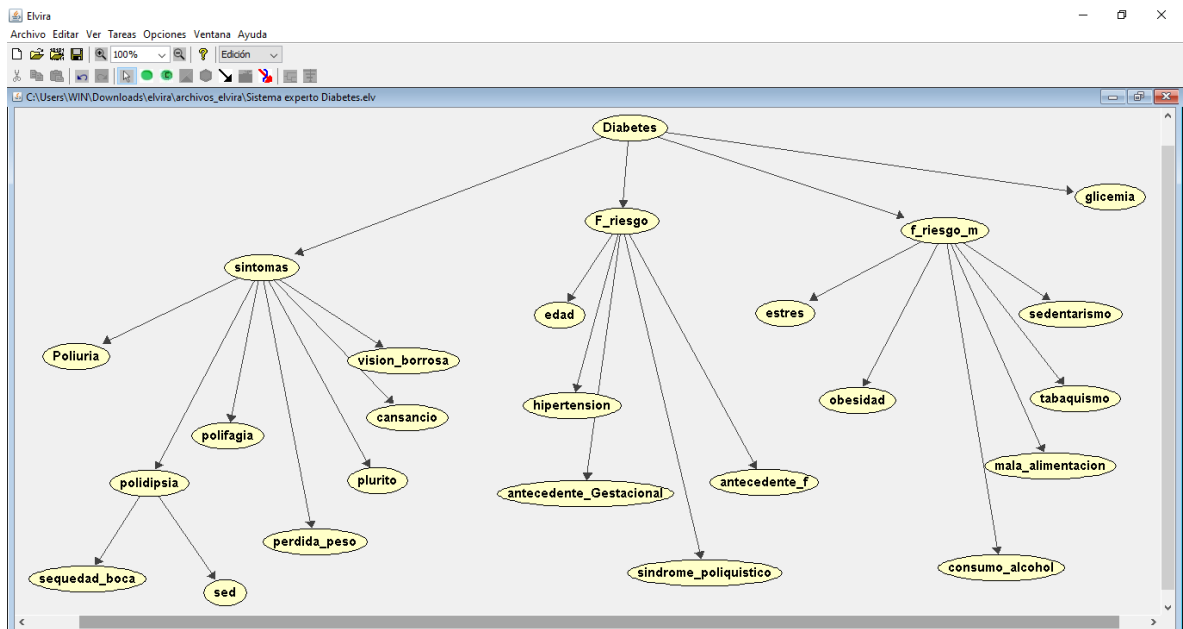 Elvira
Archivo Editar Ver Tareas Opciones Ventana Ayuda
100% Edición
C:\Users\WIN\Downloads\elvira\archivos_elvira\Sistema experto Diabetes.elv
Diabetes
glicemia
F_riesgo
f_riesgo_m
sintomas
edad
estres
sedentarismo
Poliuria
vision_borrosa
hipertension
obesidad
tabaquismo
cansancio
polifagia
mala_alimentacion
polidipsia
plurito
antecedente_Gestacional
antecedente_f
perdida_peso
sequedad_boca
sed
sindrome_poliquistico
consumo_alcohol